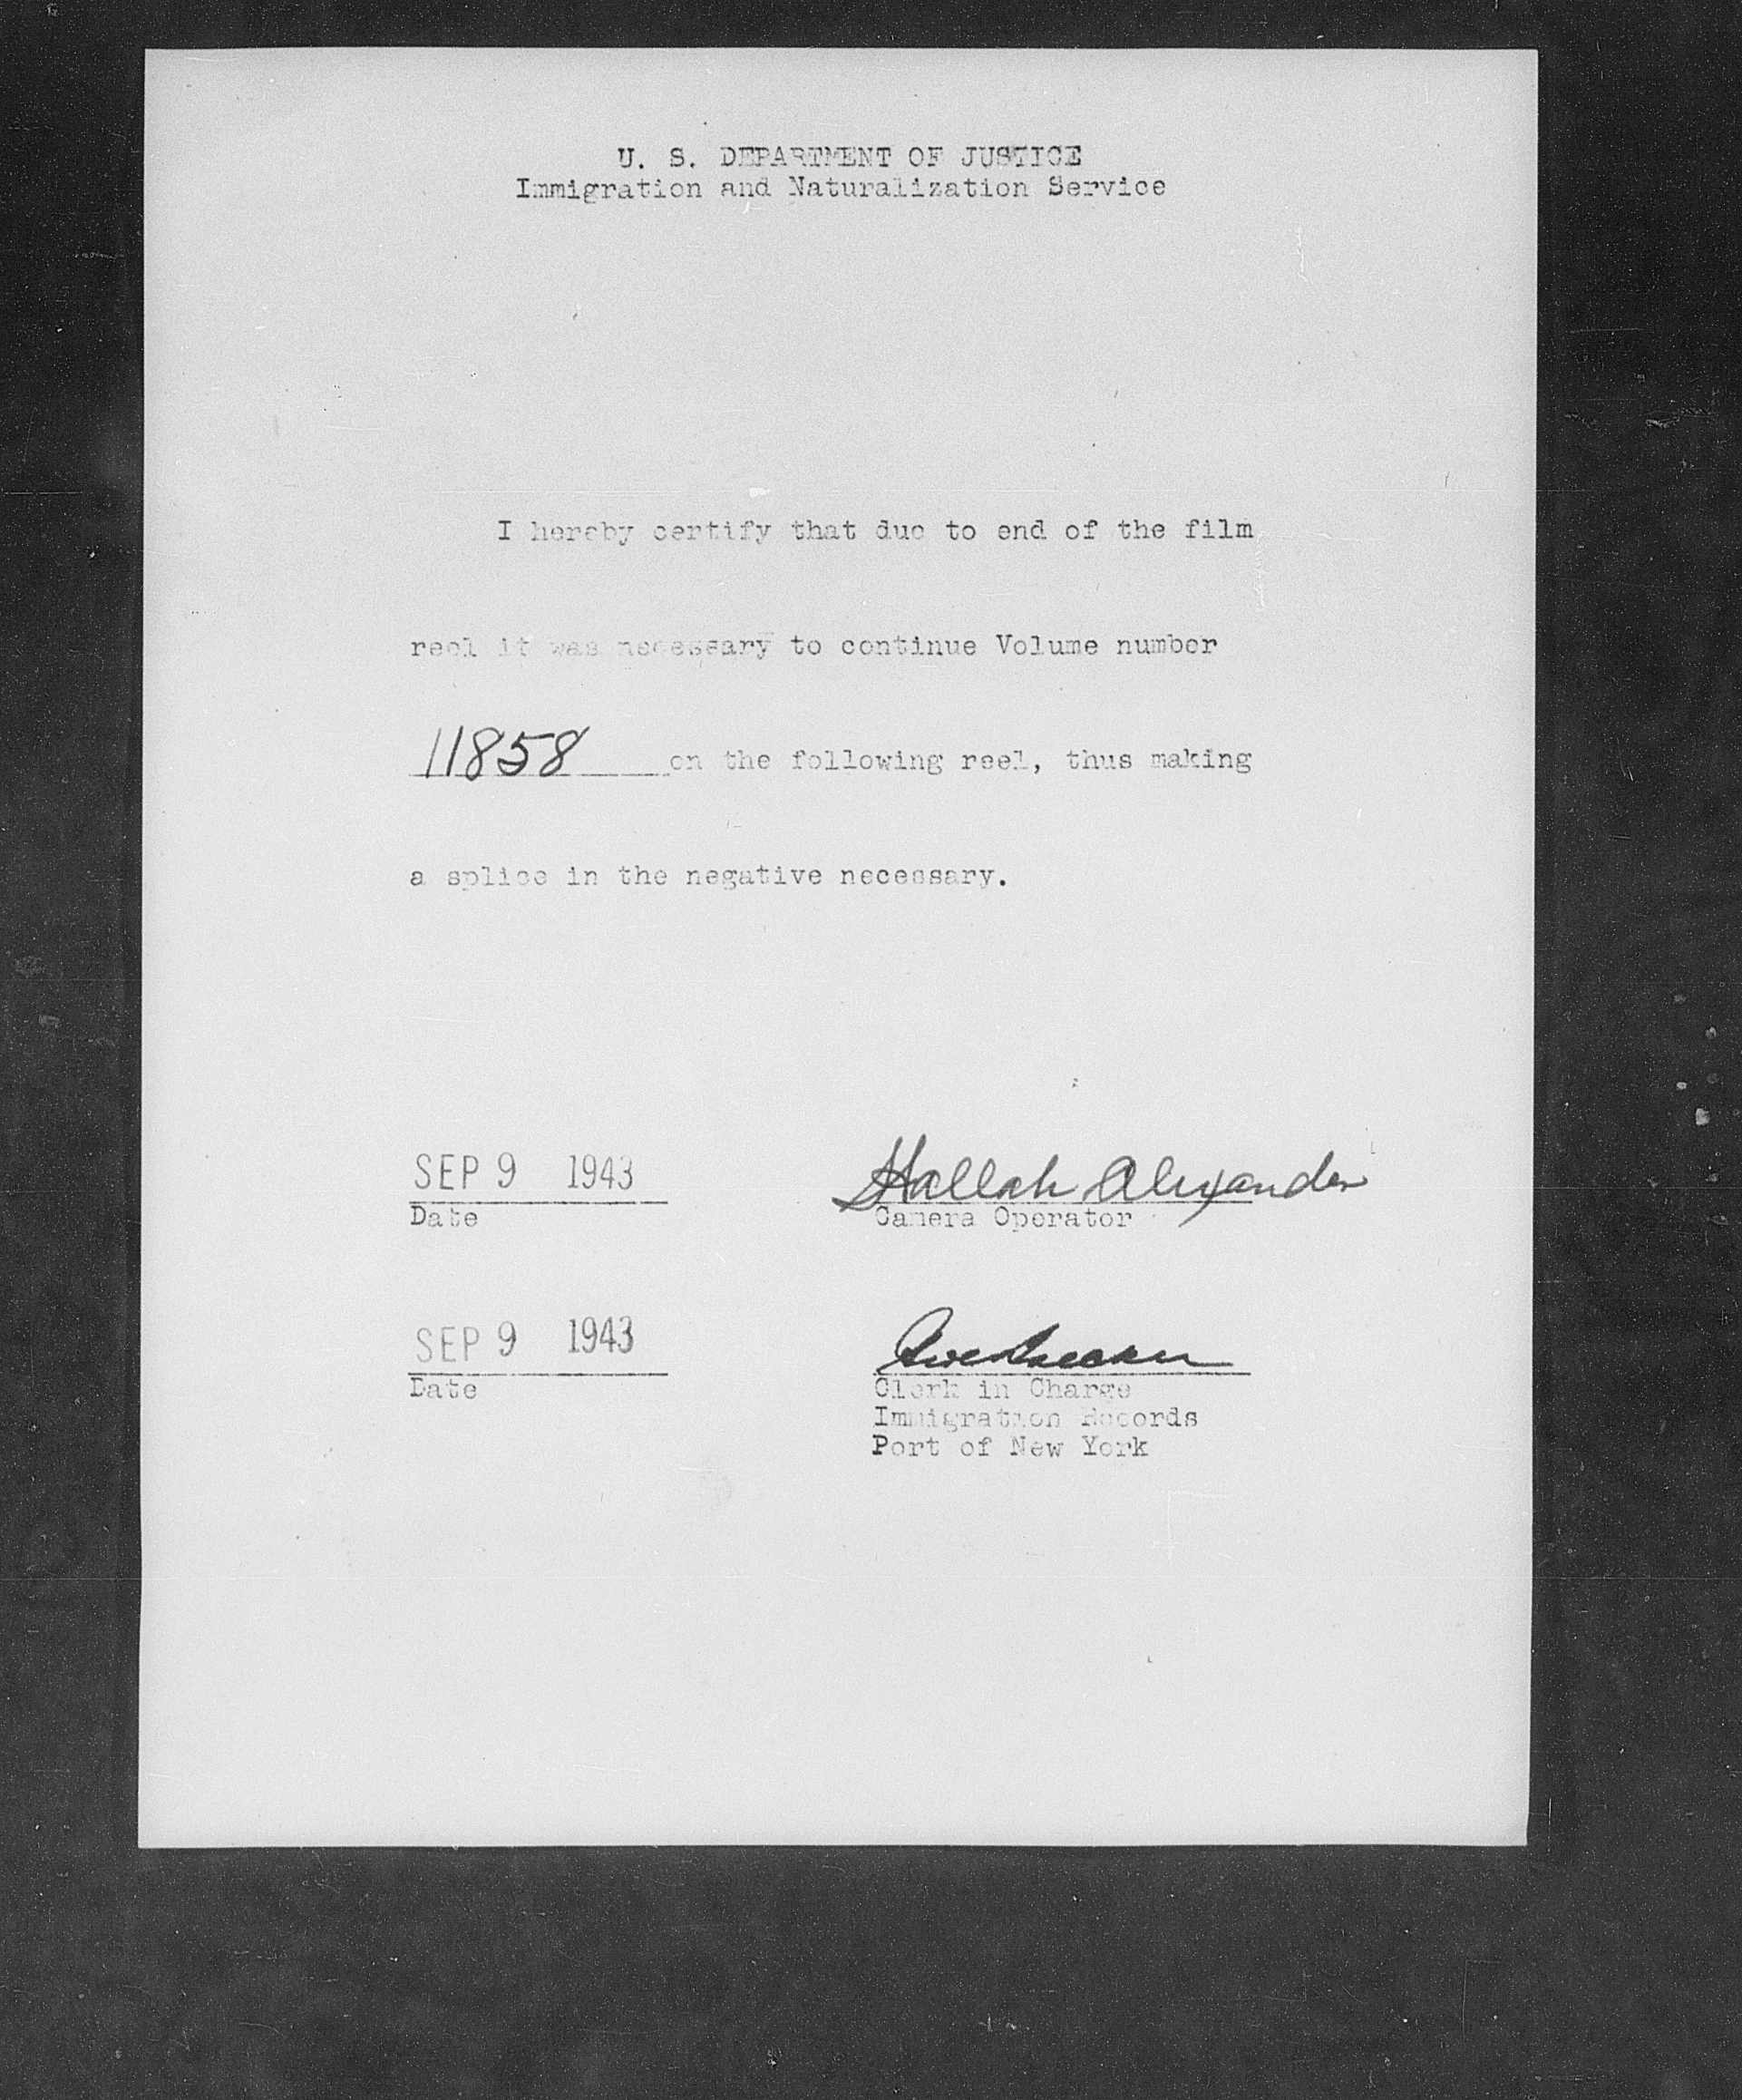 U. S. DEPARTMENT OF JUSTICE
Immigration and Naturalization Service
I hereby certify that due to end of the film
reel it was necessary to continue Volume number
11858 on the following reel, thus making
a splice in the negative necessary.
SEP 9 1943 Hallah Alexander
Date Camera Operator
SEP 9 1943
Date Clerk in Charge
Immigration Records
Port of New York